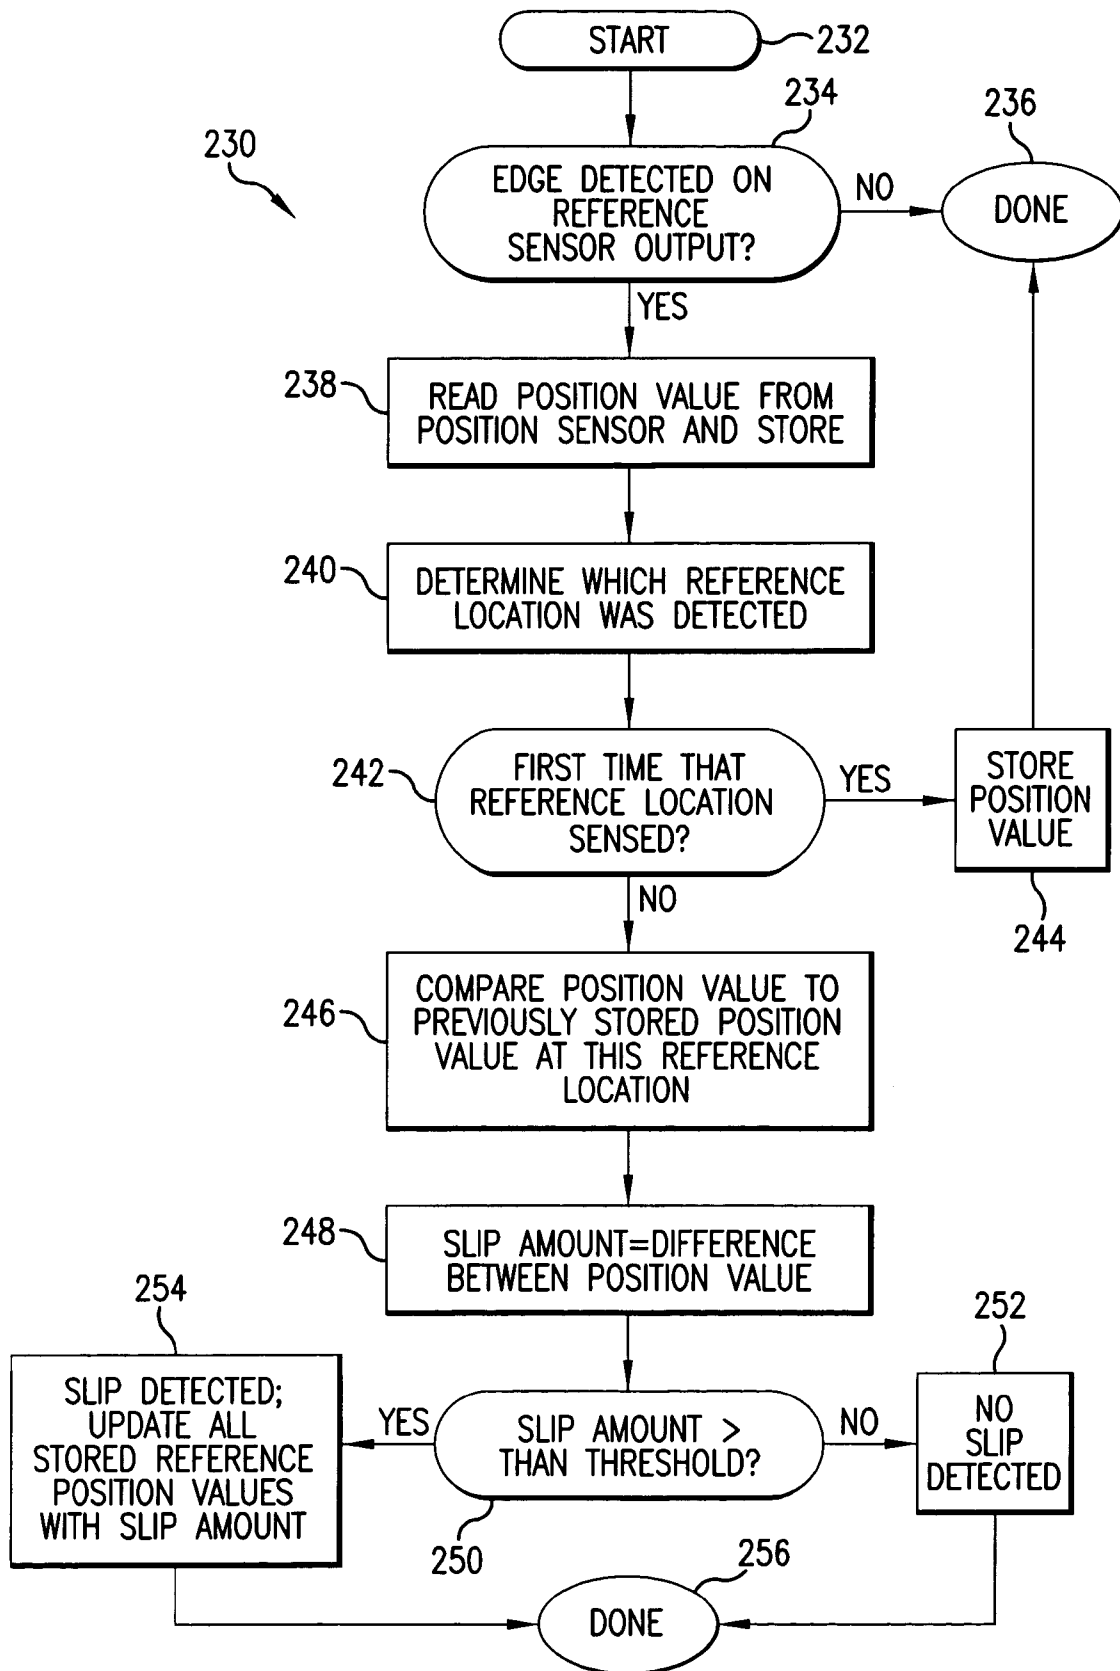 START
232
234
236
230
EDGE DETECTED ON
REFERENCE
SENSOR OUTPUT?
NO
DONE
YES
238
READ POSITION VALUE FROM
POSITION SENSOR AND STORE
240
DETERMINE WHICH REFERENCE
LOCATION WAS DETECTED
242
FIRST TIME THAT
REFERENCE LOCATION
SENSED?
YES
STORE
POSITION
VALUE
244
NO
246
COMPARE POSITION VALUE TO
PREVIOUSLY STORED POSITION
VALUE AT THIS REFERENCE
LOCATION
248
SLIP AMOUNT=DIFFERENCE
BETWEEN POSITION VALUE
254
252
SLIP DETECTED;
UPDATE ALL
STORED REFERENCE
POSITION VALUES
WITH SLIP AMOUNT
YES
SLIP AMOUNT >
THAN THRESHOLD?
NO
NO
SLIP
DETECTED
250
256
DONE